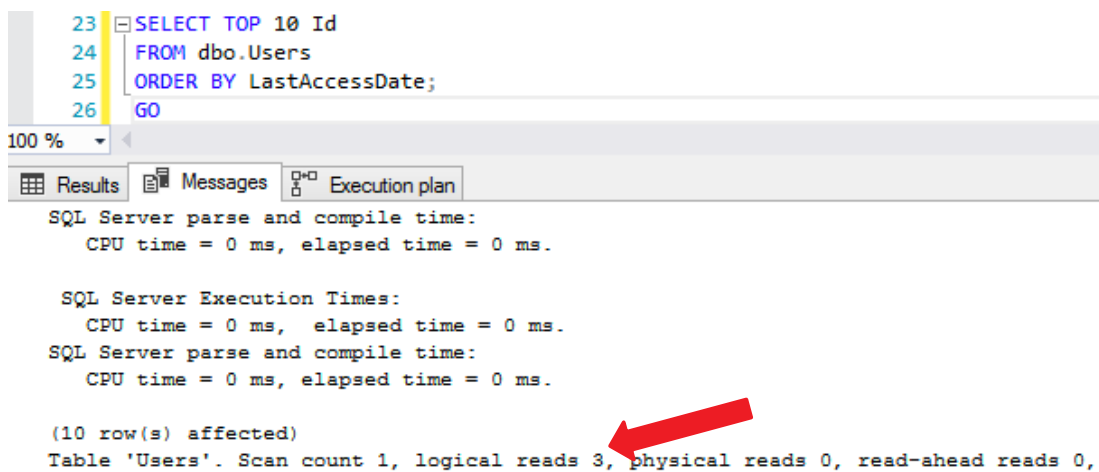 23 SELECT TOP 10 Id
24 FROM dbo.Users
25 ORDER BY LastAccessDate;
26 GO
100 %
Results Messages Execution plan
SQL Server parse and compile time:
CPU time = 0 ms, elapsed time = 0 ms.
SQL Server Execution Times:
CPU time = 0 ms, elapsed time = 0 ms.
SQL Server parse and compile time:
CPU time = 0 ms, elapsed time = 0 ms.
(10 row(s) affected)
Table 'Users'. Scan count 1, logical reads 3, physical reads 0, read-ahead reads 0,